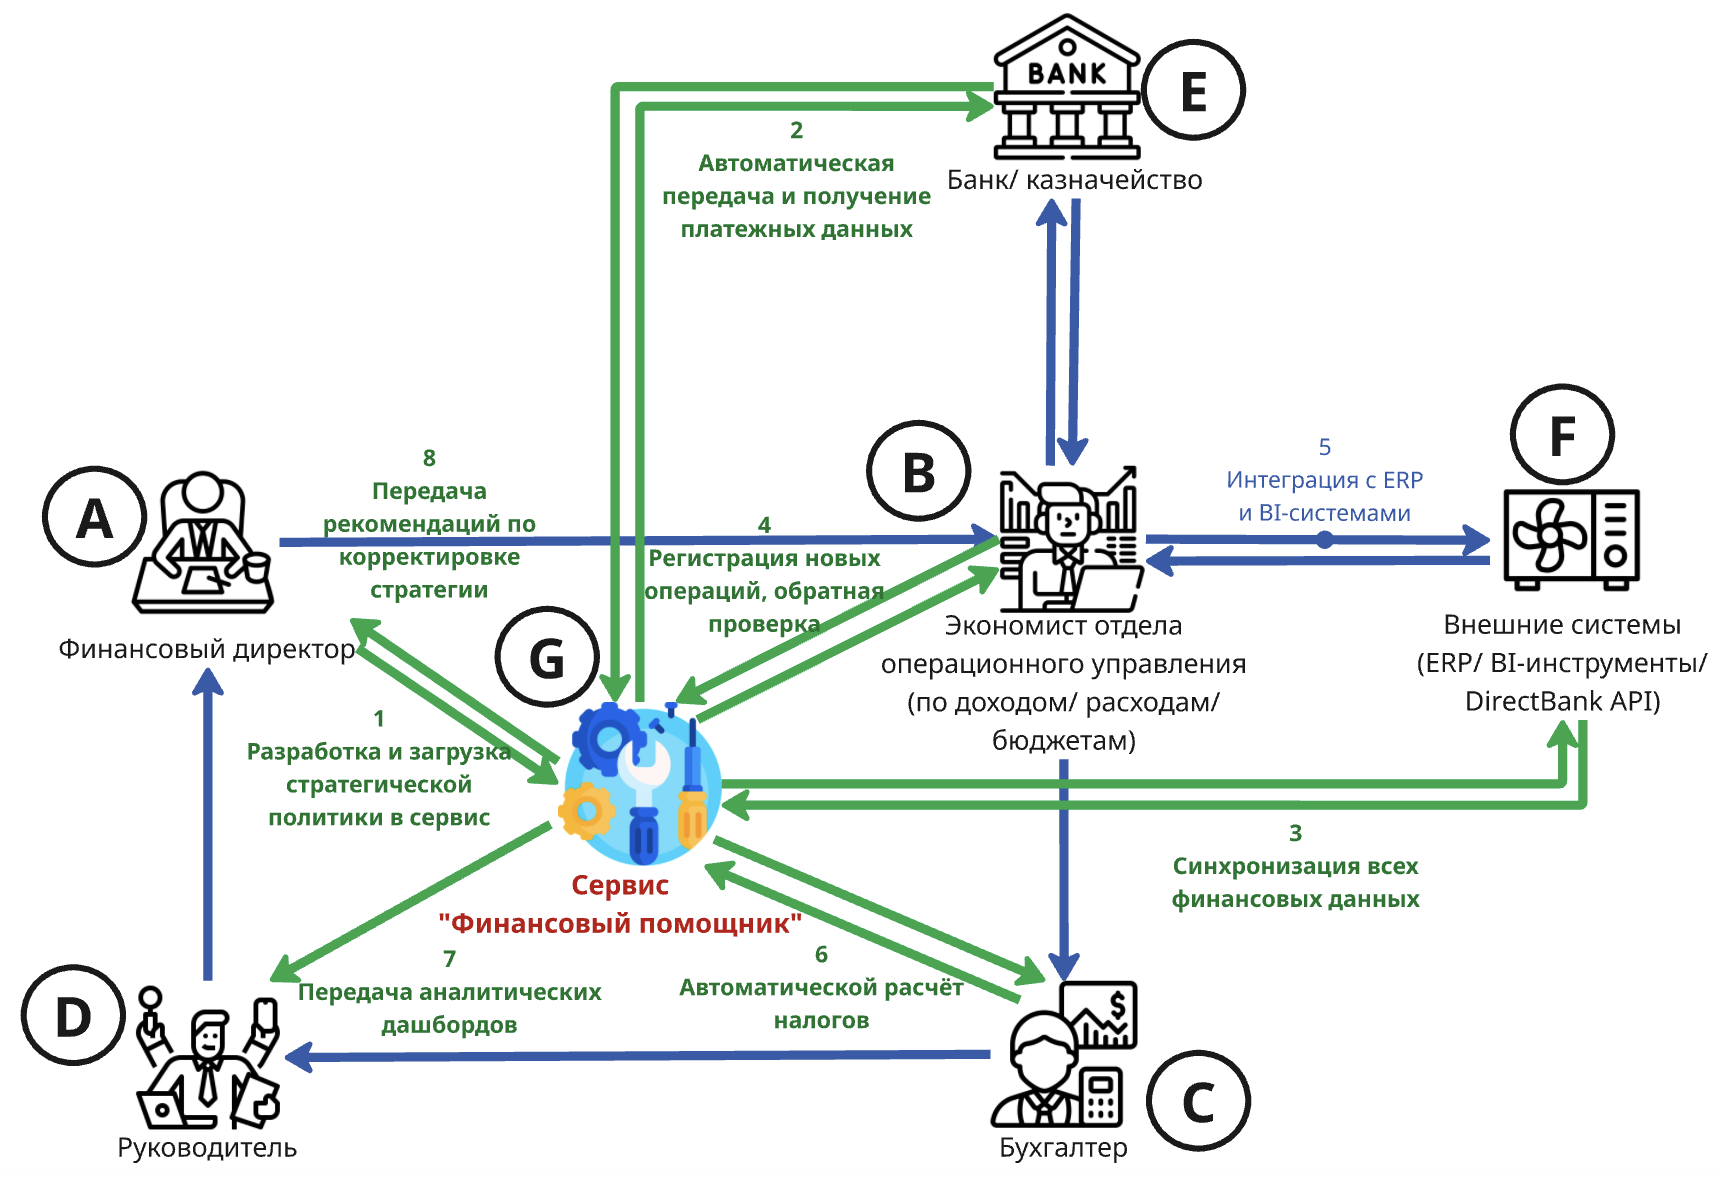 BANK
E
Банк/ казначейство
2
Автоматическая
передача и получение
платежных данных
F
B
A
8
Передача
рекомендаций по
корректировке
стратегии
4
Регистрация новых
операций, обратная
проверка
5
Интеграция с ERP
и BI-системами
Финансовый директор
G
Экономист отдела
операционного управления
(по доходом/ расходам/
бюджетам)
Внешние системы
(ERP/ BI-инструменты/
DirectBank API)
1
Разработка и загрузка
стратегической
политики в сервис
3
Синхронизация всех
финансовых данных
Сервис
"Финансовый помощник"
7
Передача аналитических
дашбордов
6
Автоматической расчёт
налогов
D
$
C
Руководитель
Бухгалтер